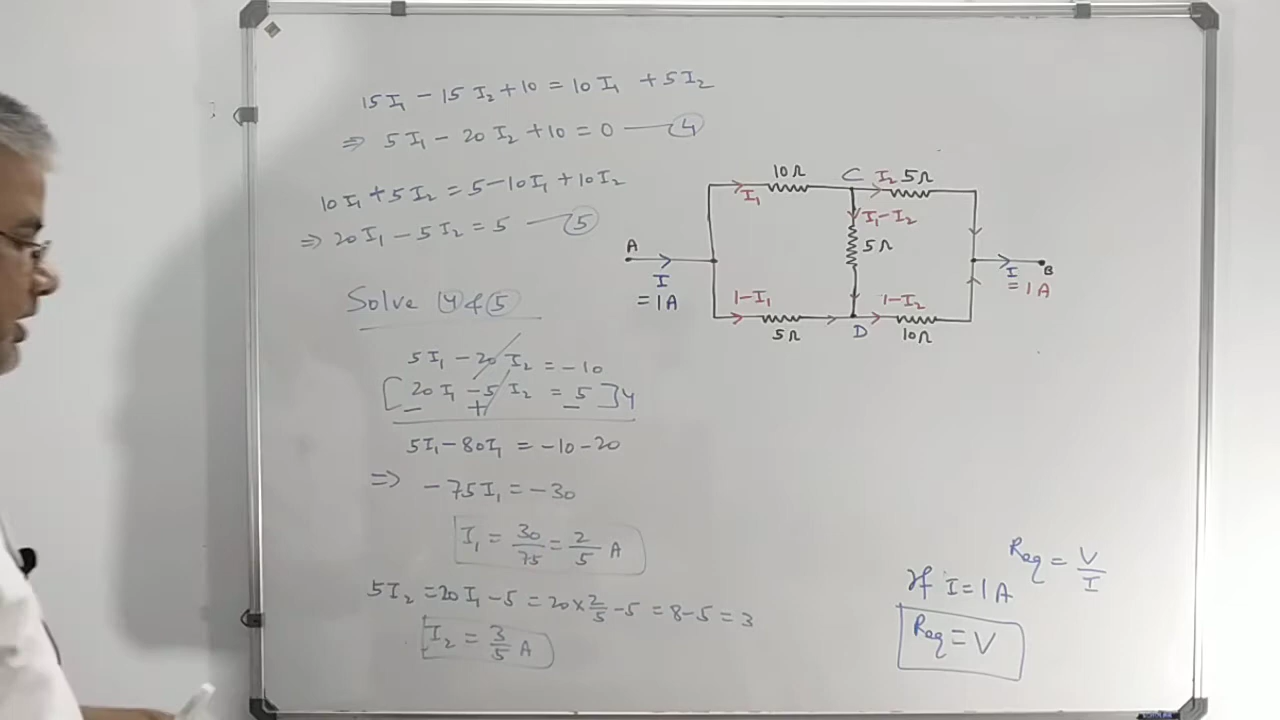 15I₁ - 15I₂ + 10 = 10I₁ + 5I₂
⇒ 5I₁ - 20I₂ + 10 = 0 — ④
10I₁ + 5I₂ = 5 - 10I₁ + 10I₂
⇒ 20I₁ - 5I₂ = 5 — ⑤
Solve ④ & ⑤
5I₁ - 20I₂ = -10
[20I₁ - 5I₂ = 5]4
- + -
5I₁ - 80I₁ = -10 - 20
⇒ -75I₁ = -30
I₁ = 30/75 = 2/5 A
5I₂ = 20I₁ - 5 = 20 × 2/5 - 5 = 8 - 5 = 3
I₂ = 3/5 A
10Ω C I₂ 5Ω
I₁
I₁-I₂
5Ω
A
I
= 1A
I
= 1A
B
1-I₁ 1-I₂
5Ω D 10Ω
Req = V/I
If I = 1A
Req = V